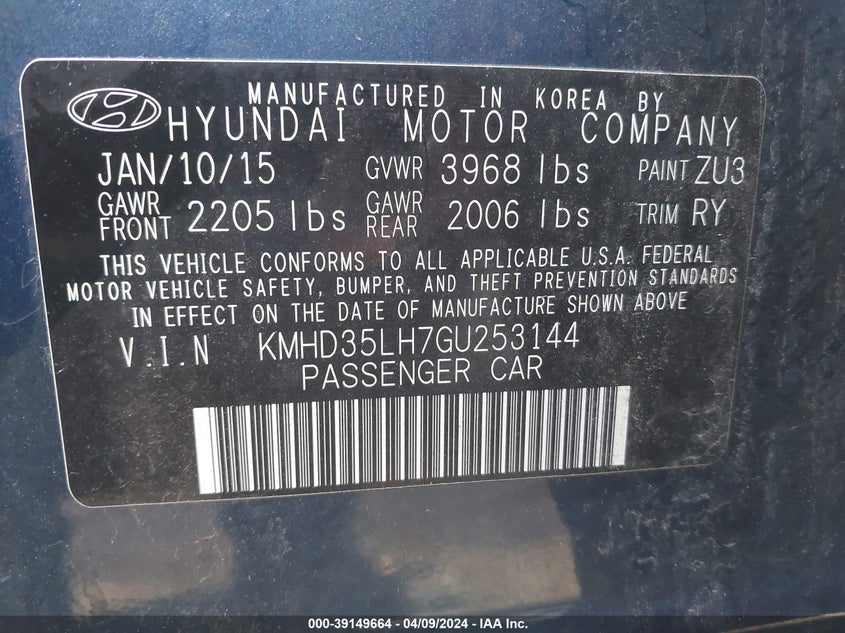 MANUFACTURED IN KOREA BY
HYUNDAI MOTOR COMPANY
JAN/10/15 GVWR 3968 lbs PAINT ZU3
GAWR FRONT 2205 lbs GAWR REAR 2006 lbs TRIM RY
THIS VEHICLE CONFORMS TO ALL APPLICABLE U.S.A. FEDERAL
MOTOR VEHICLE SAFETY, BUMPER, AND THEFT PREVENTION STANDARDS
IN EFFECT ON THE DATE OF MANUFACTURE SHOWN ABOVE
V.I.N KMHD35LH7GU253144
PASSENGER CAR
000-39149664 / 04/09/2024 - IAA Inc.